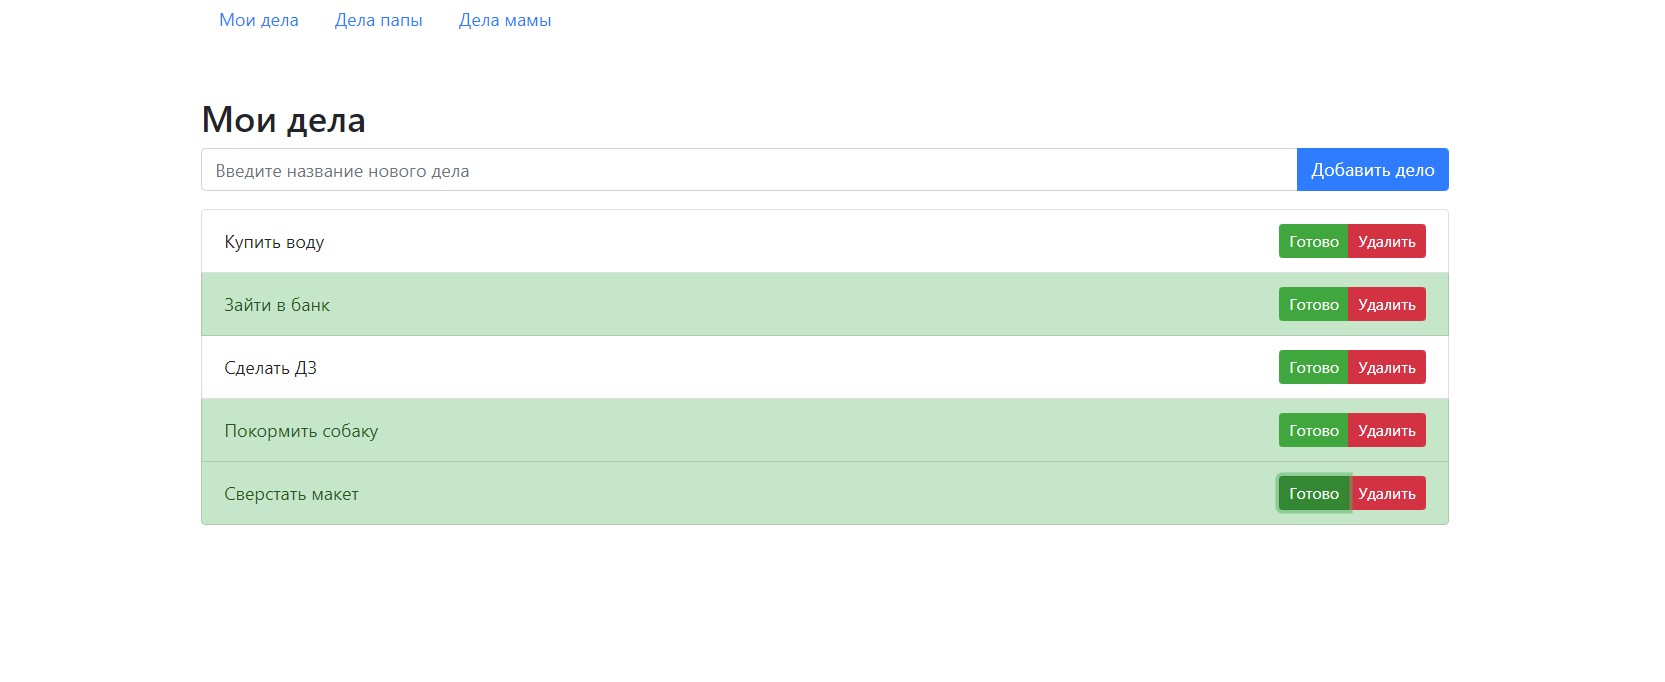 Мои дела Дела папы Дела мамы
Мои дела
Введите название нового дела Добавить дело
Купить воду Готово Удалить
Зайти в банк Готово Удалить
Сделать ДЗ Готово Удалить
Покормить собаку Готово Удалить
Сверстать макет Готово Удалить